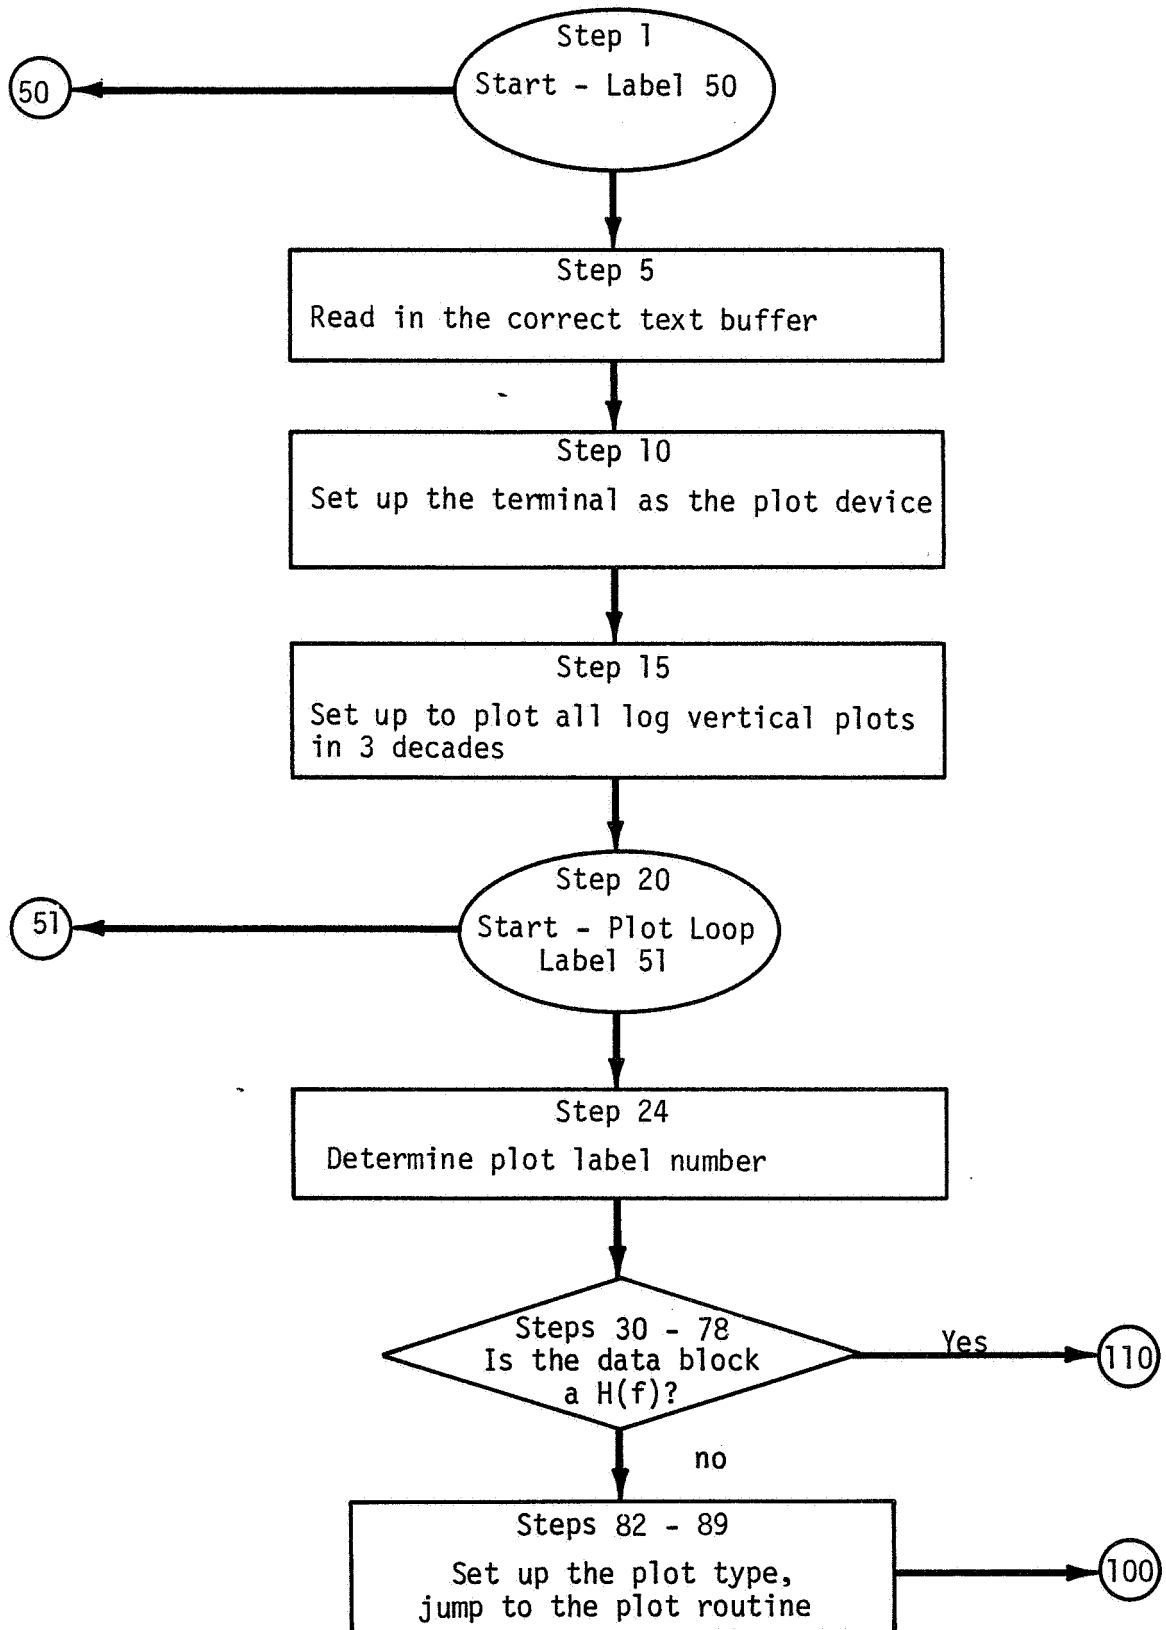 Step 1
50
Start - Label 50
Step 5
Read in the correct text buffer
Step 10
Set up the terminal as the plot device
Step 15
Set up to plot all log vertical plots
in 3 decades
Step 20
51
Start - Plot Loop
Label 51
Step 24
Determine plot label number
Steps 30 - 78
Is the data block
a H(f)?
Yes
110
no
Steps 82 - 89
Set up the plot type,
jump to the plot routine
100